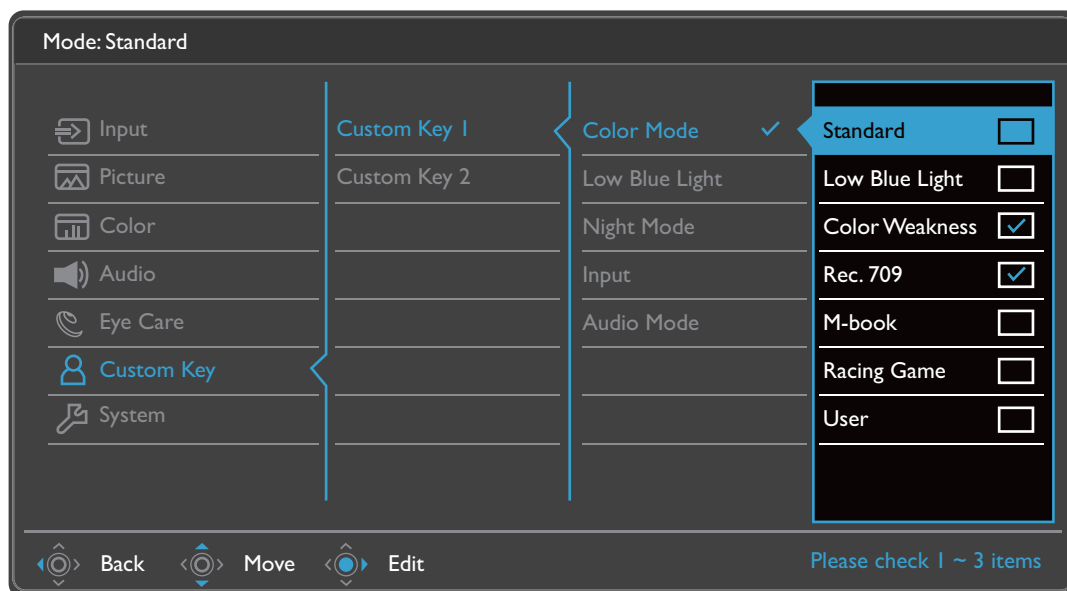 Mode: Standard
Input
Picture
Color
Audio
Eye Care
Custom Key
System
Custom Key 1
Custom Key 2
Color Mode
Low Blue Light
Night Mode
Input
Audio Mode
Standard
Low Blue Light
Color Weakness
Rec. 709
M-book
Racing Game
User
Back Move Edit
Please check 1 ~ 3 items